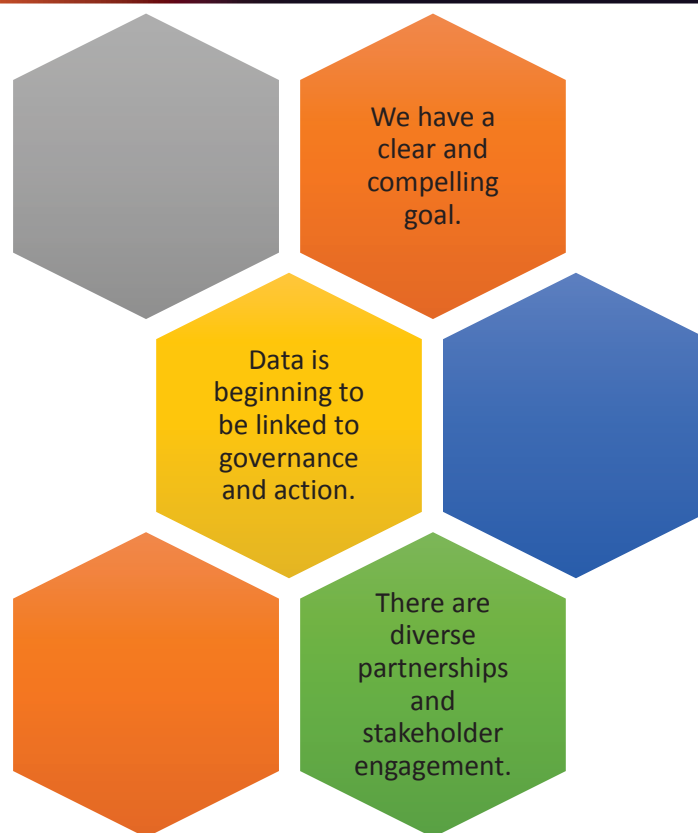 We have a
clear and
compelling
goal.
Data is
beginning to
be linked to
governance
and action.
There are
diverse
partnerships
and
stakeholder
engagement.